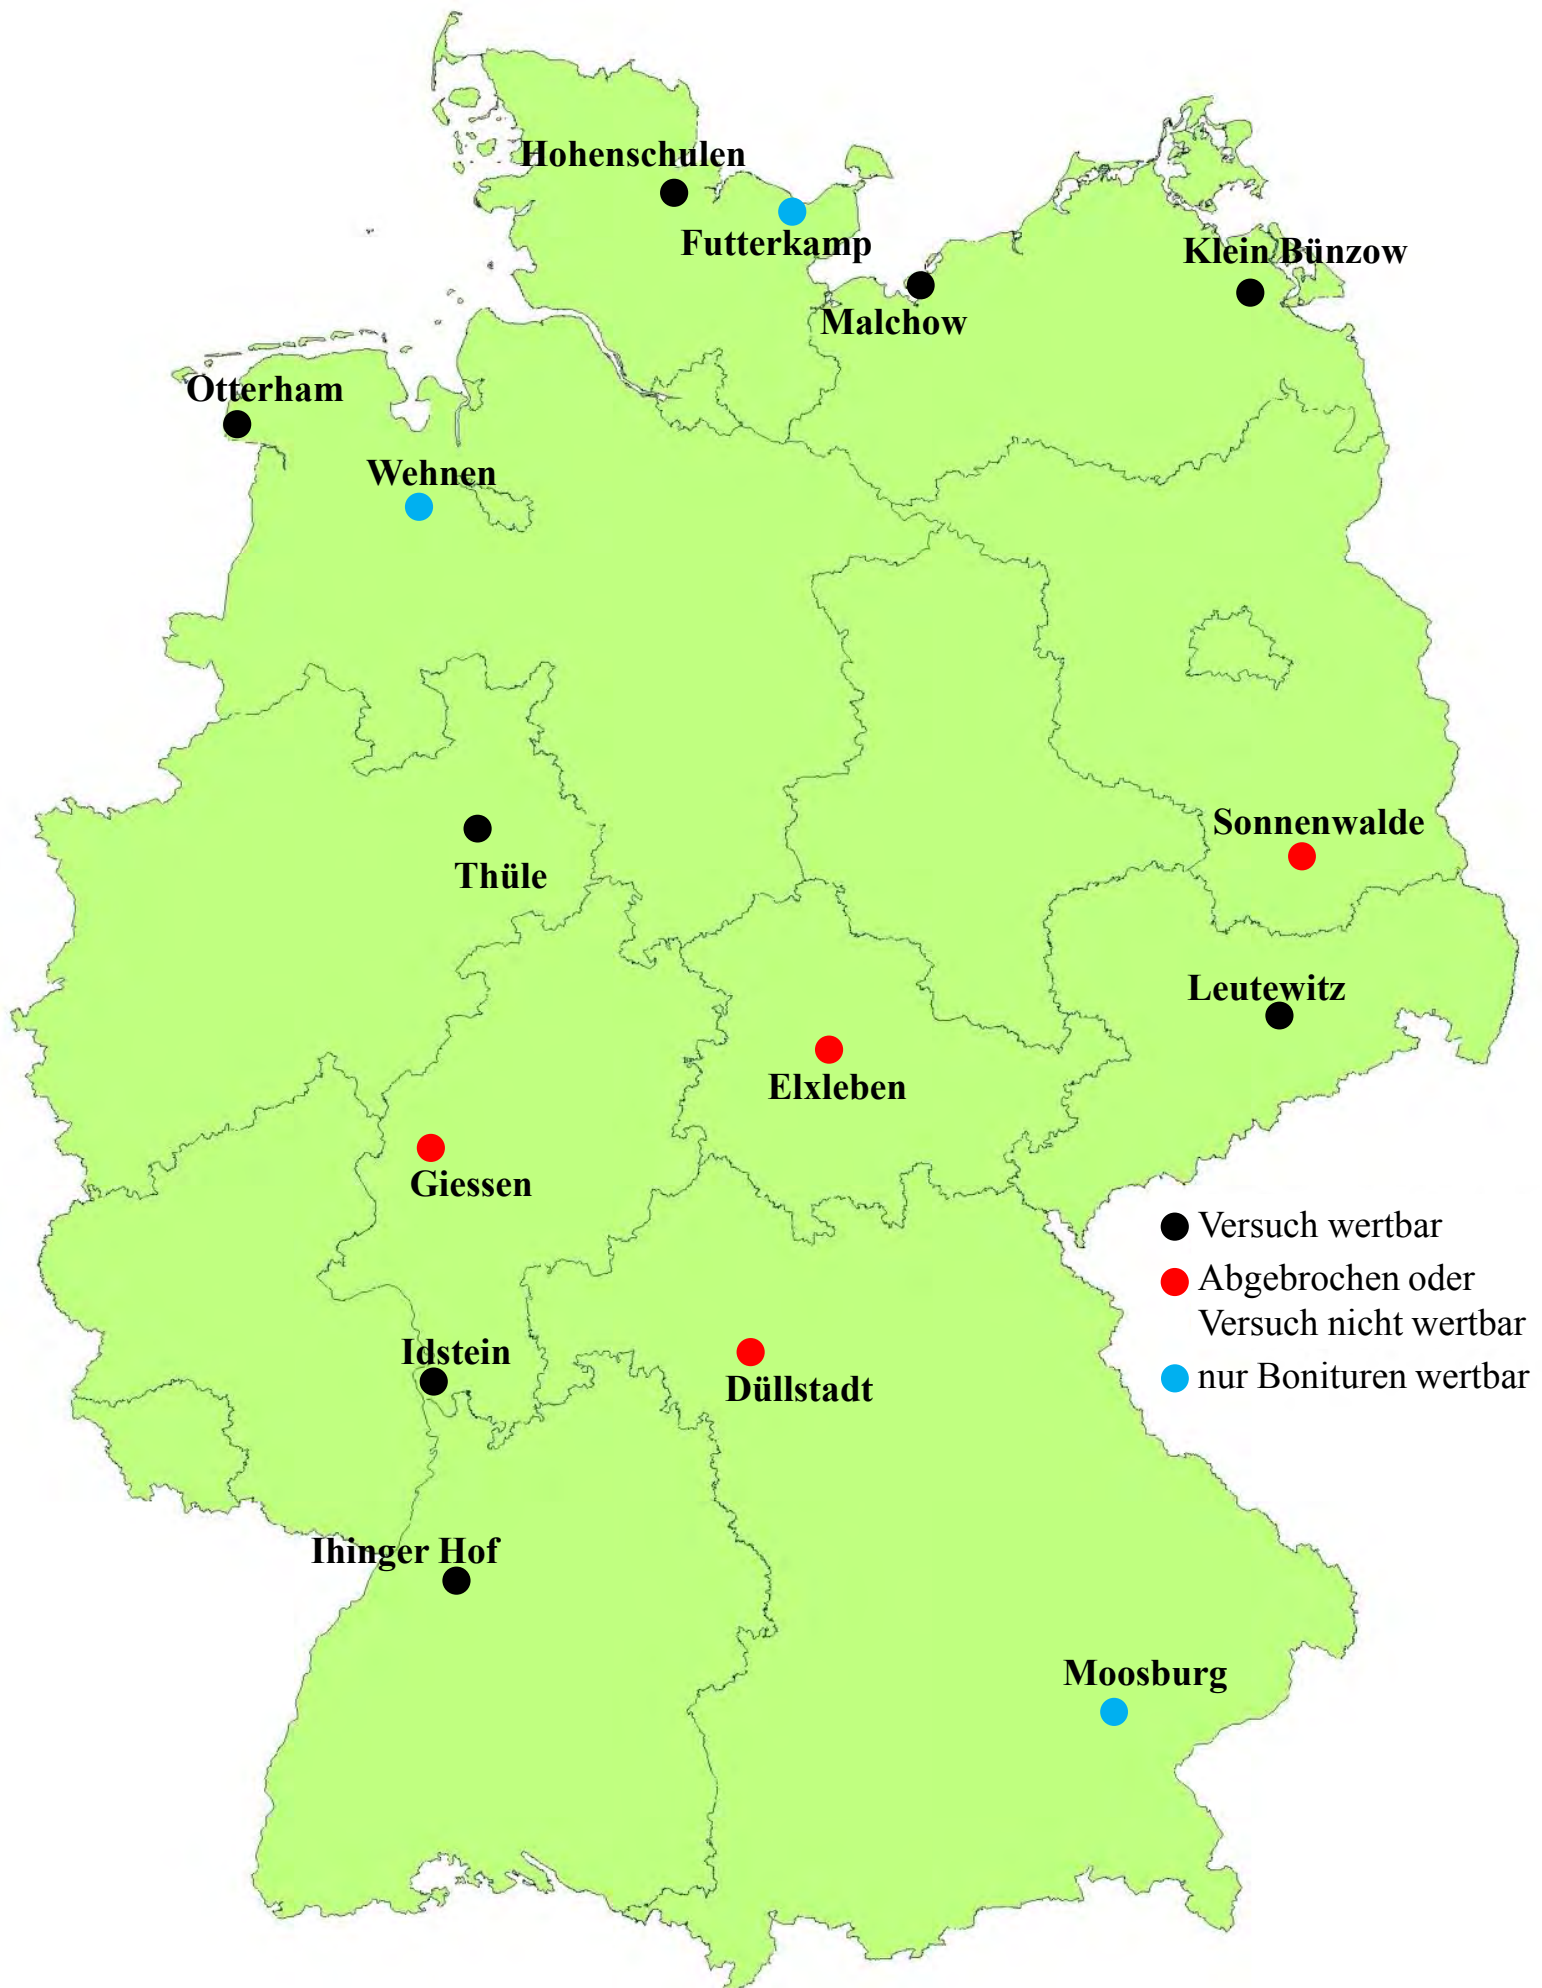 Hohenschulen
Futterkamp
Klein Bünzow
Malchow
Otterham
Wehnen
Sonnenwalde
Thüle
Leutewitz
Elxleben
Giessen
Versuch wertbar
Abgebrochen oder
Versuch nicht wertbar
nur Bonituren wertbar
Idstein
Düllstadt
Ihinger Hof
Moosburg